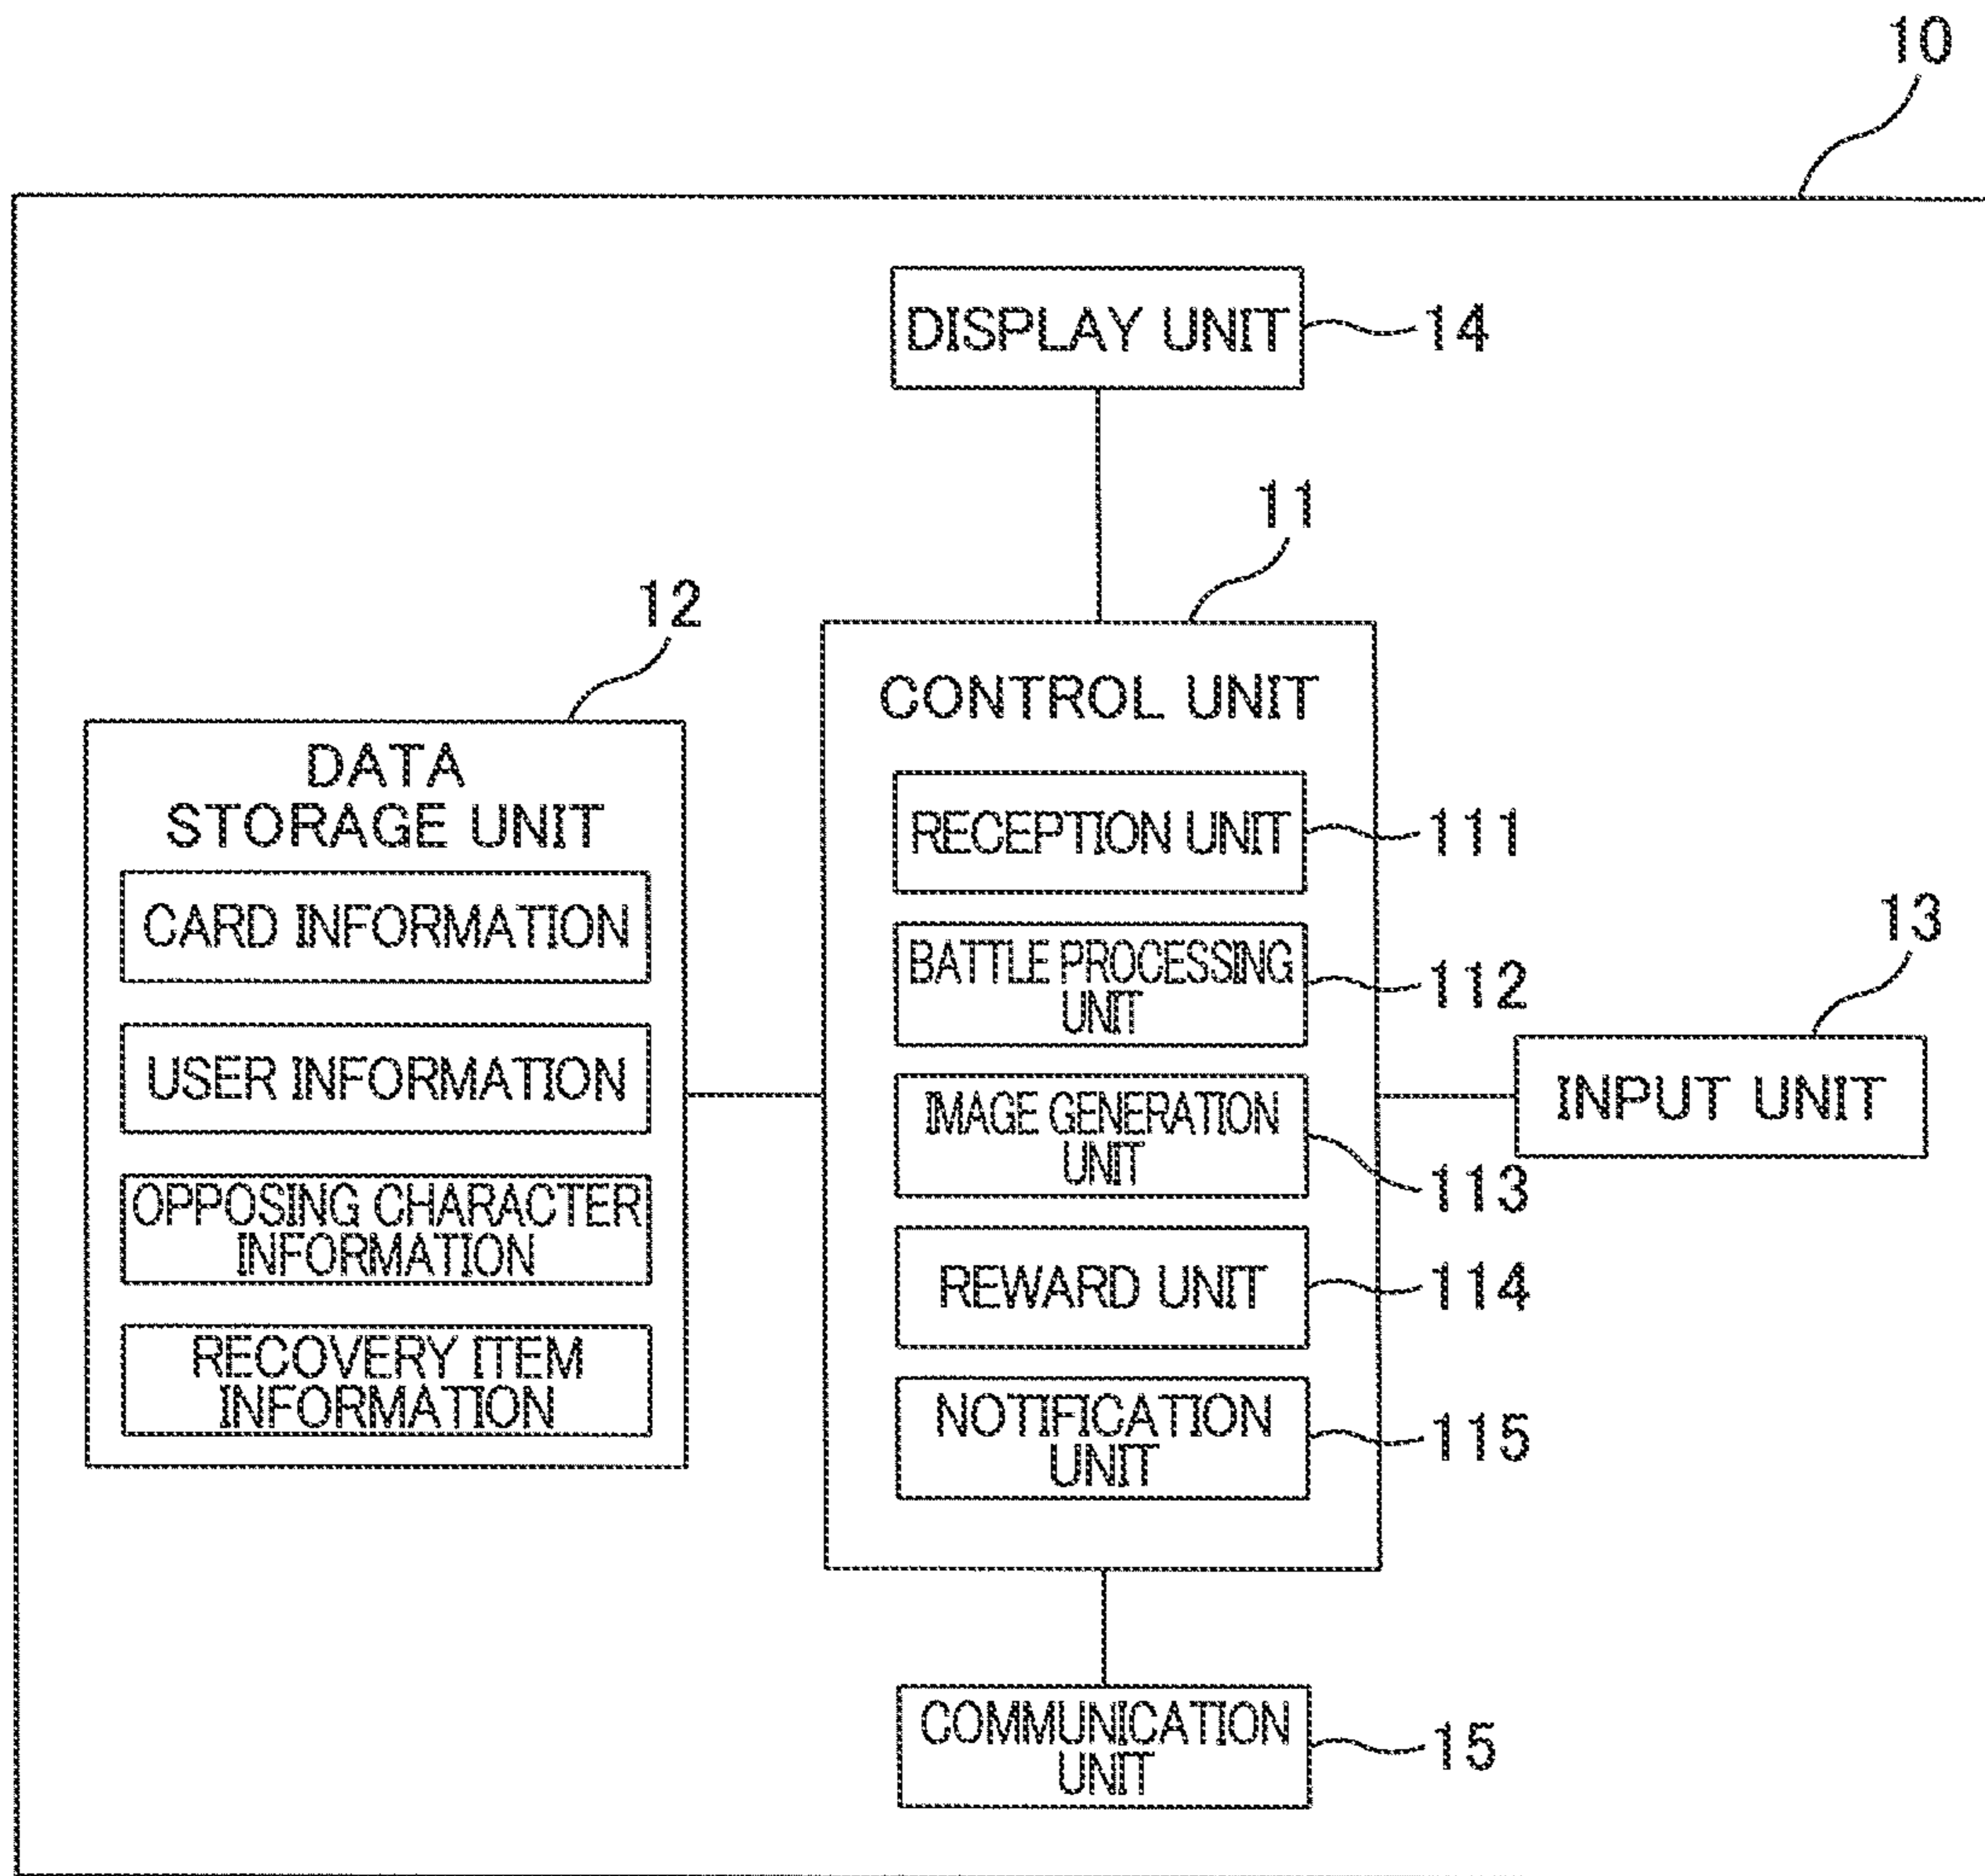 10
DISPLAY UNIT
14
11
12
CONTROL UNIT
DATA
STORAGE UNIT
RECEPTION UNIT
111
CARD INFORMATION
BATTLE PROCESSING
UNIT
112
13
USER INFORMATION
IMAGE GENERATION
UNIT
113
INPUT UNIT
OPPOSING CHARACTER
INFORMATION
REWARD UNIT
114
RECOVERY ITEM
INFORMATION
NOTIFICATION
UNIT
115
COMMUNICATION
UNIT
15